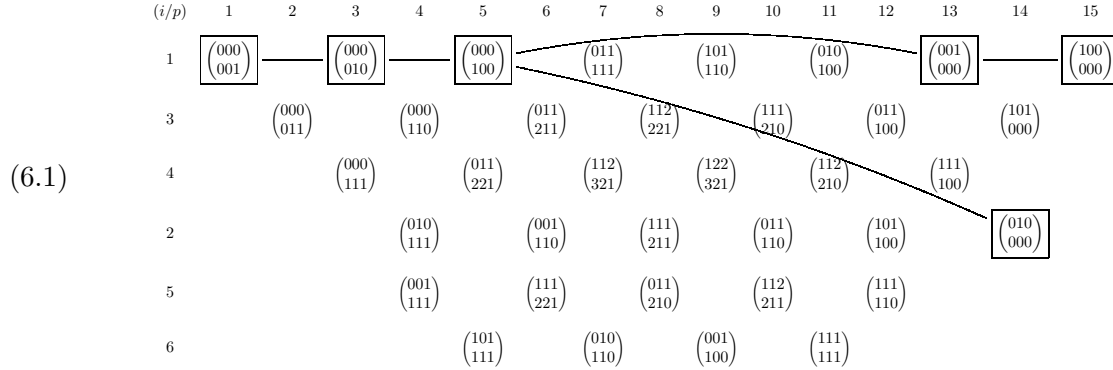 (i/p) 1 2 3 4 5 6 7 8 9 10 11 12 13 14 15
1 (000 001) (000 010) (000 100) (011 111) (101 110) (010 100) (001 000) (100 000)
3 (000 011) (000 110) (011 211) (112 221) (111 210) (011 100) (101 000)
(6.1) 4 (000 111) (011 221) (112 321) (122 321) (112 210) (111 100)
2 (010 111) (001 110) (111 211) (011 110) (101 100) (010 000)
5 (001 111) (111 221) (011 210) (112 211) (111 110)
6 (101 111) (010 110) (001 100) (111 111)